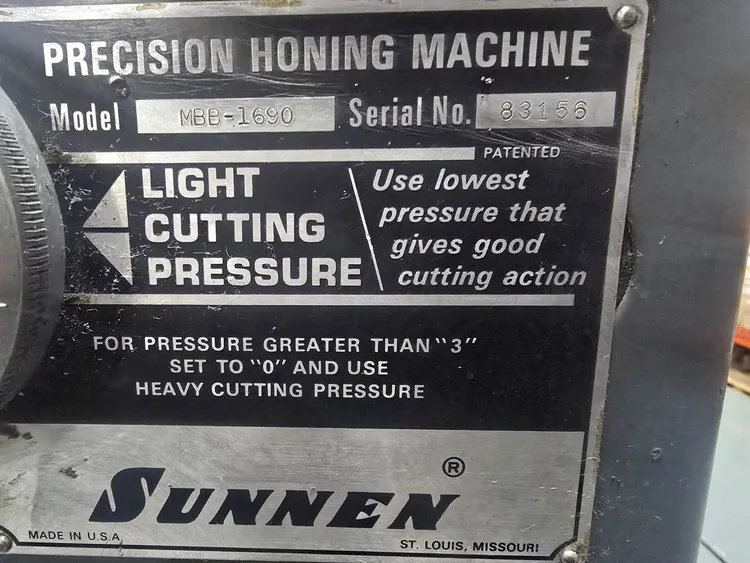 PRECISION HONING MACHINE
Model MBB-1690 Serial No. 83156
PATENTED
LIGHT
CUTTING
PRESSURE
Use lowest
pressure that
gives good
cutting action
FOR PRESSURE GREATER THAN "3"
SET TO "0" AND USE
HEAVY CUTTING PRESSURE
SUNNEN®
MADE IN U.S.A.
ST. LOUIS, MISSOURI